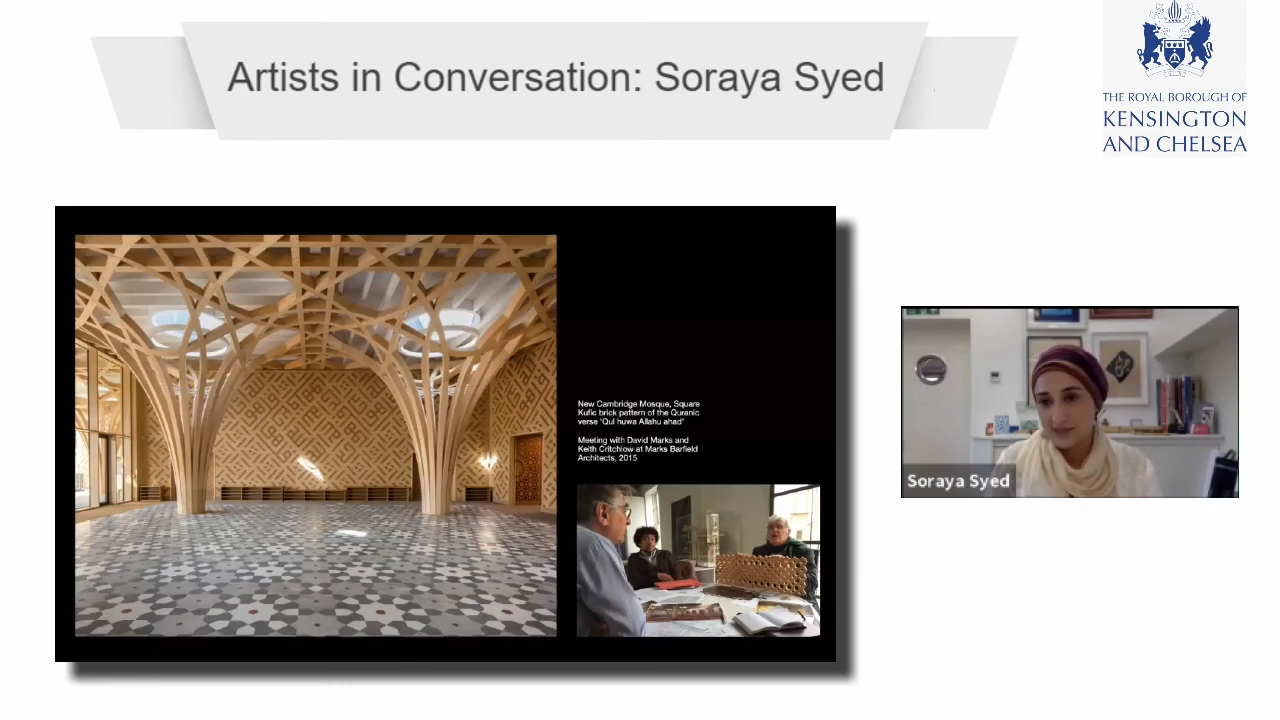 Artists in Conversation: Soraya Syed
THE ROYAL BOROUGH OF
KENSINGTON
AND CHELSEA
New Cambridge Mosque, Square
Kufic brick pattern of the Quranic
verse 'Qul huwa Allahu ahad'
Meeting with David Marks and
Keith Critchlow at Marks Barfield
Architects, 2015
Soraya Syed